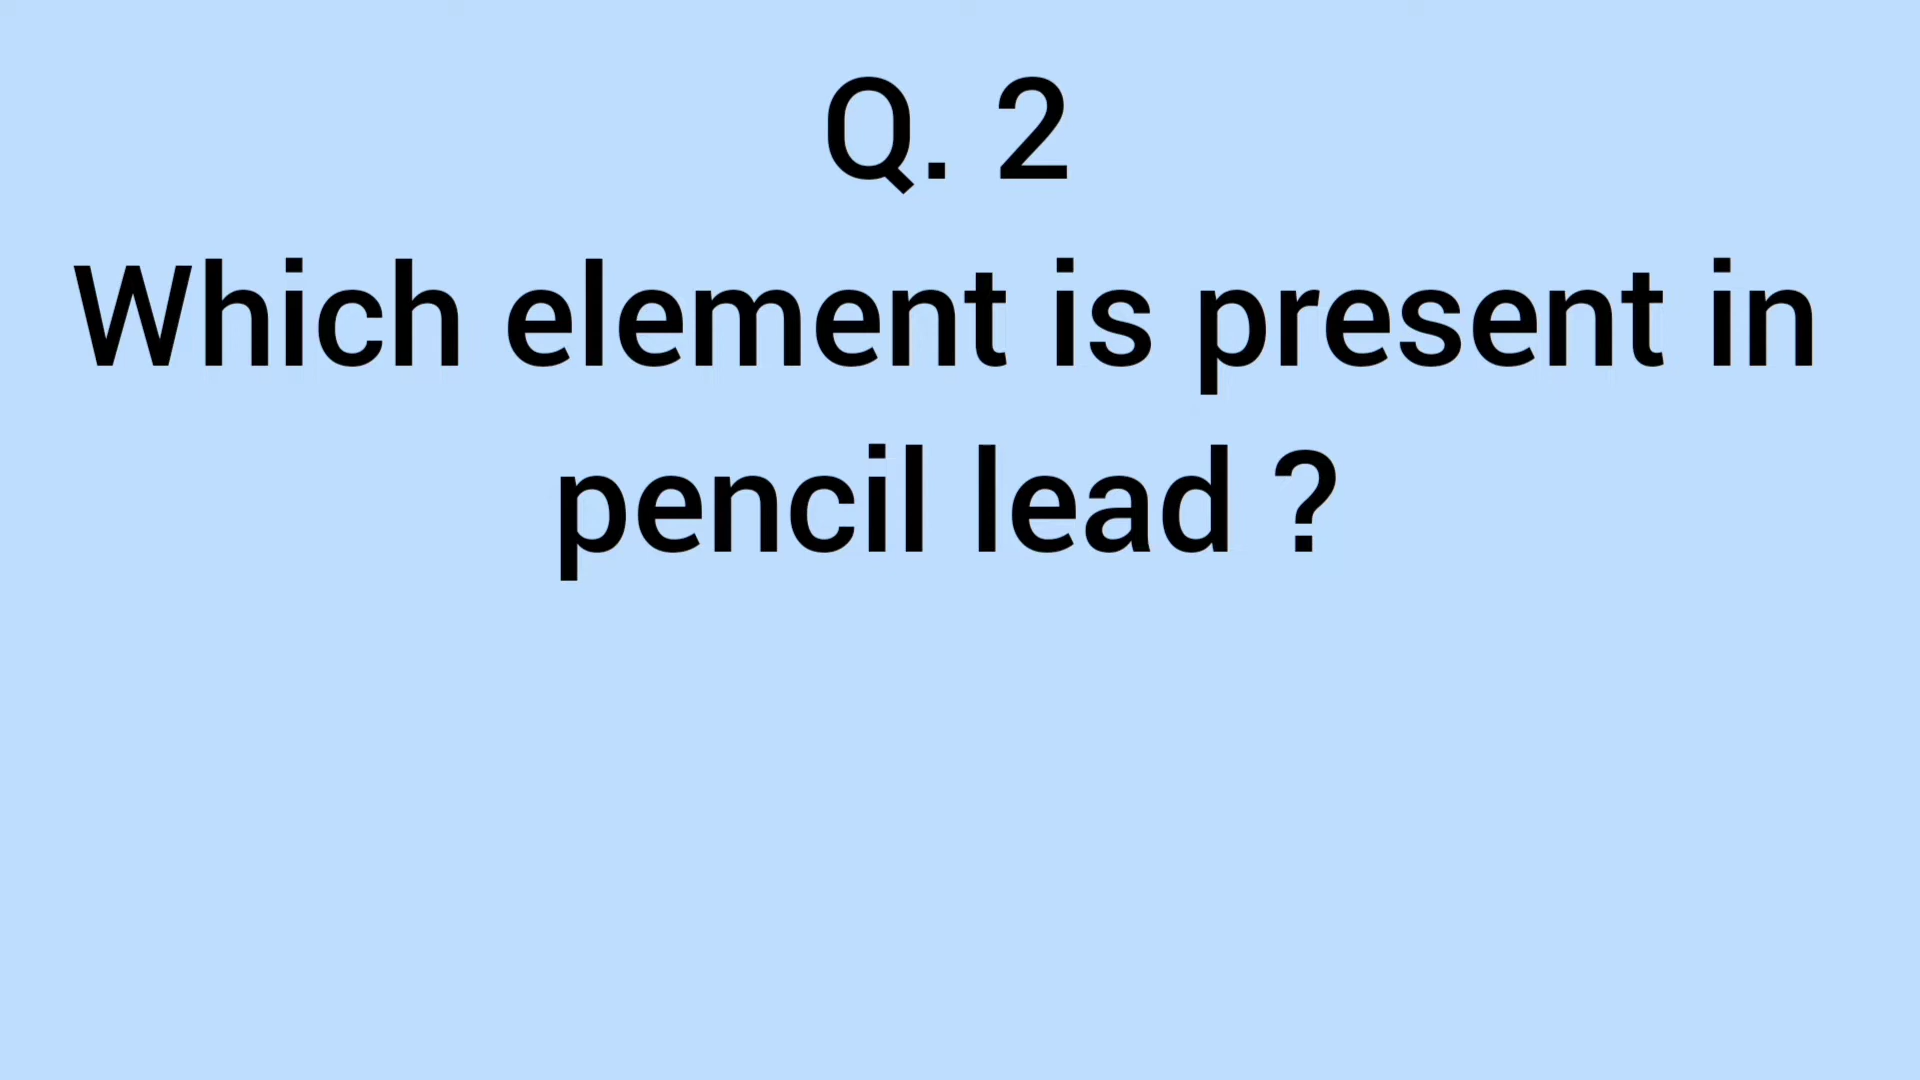 Q. 2
Which element is present in
pencil lead ?